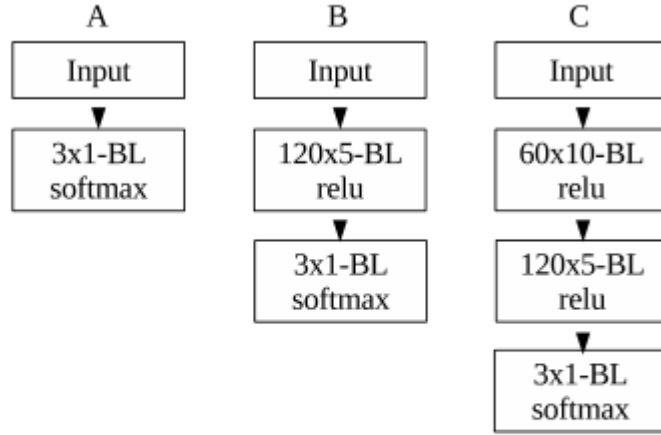 A
Input
3x1-BL
softmax
B
Input
120x5-BL
relu
3x1-BL
softmax
C
Input
60x10-BL
relu
120x5-BL
relu
3x1-BL
softmax